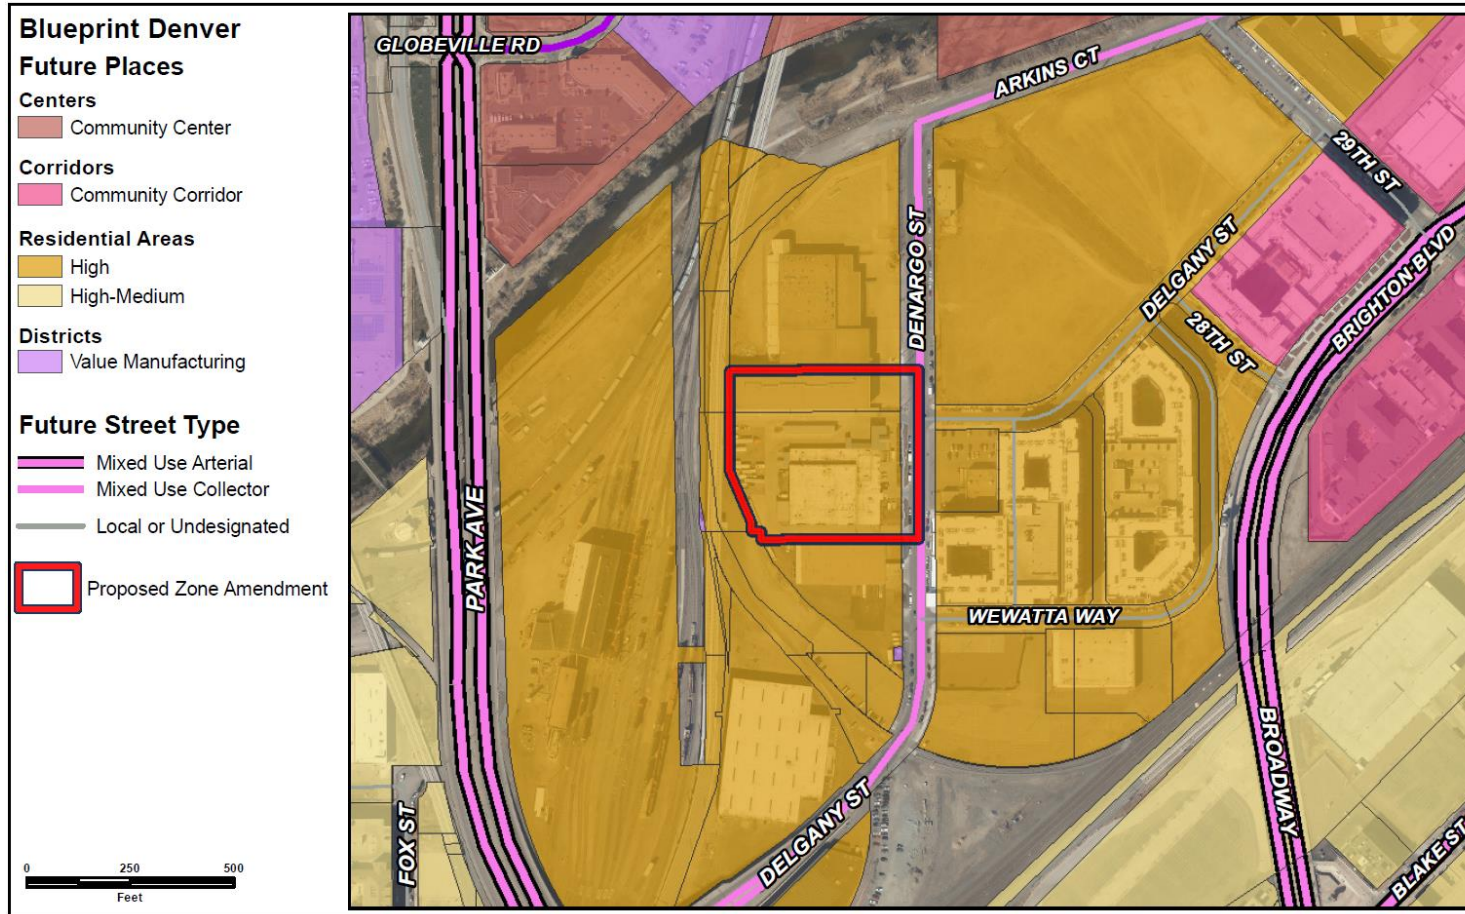 Blueprint Denver
Future Places
Centers
Community Center
Corridors
Community Corridor
Residential Areas
High
High-Medium
Districts
Value Manufacturing
Future Street Type
Mixed Use Arterial
Mixed Use Collector
Local or Undesignated
Proposed Zone Amendment
0 250 500
Feet
GLOBEVILLE RD
ARKINS CT
29TH ST
DENARGO ST
DELGANY ST
28TH ST
BRIGHTON BLVD
PARK AVE
WEWATTA WAY
BROADWAY
DELGANY ST
FOX ST
BLAKE ST